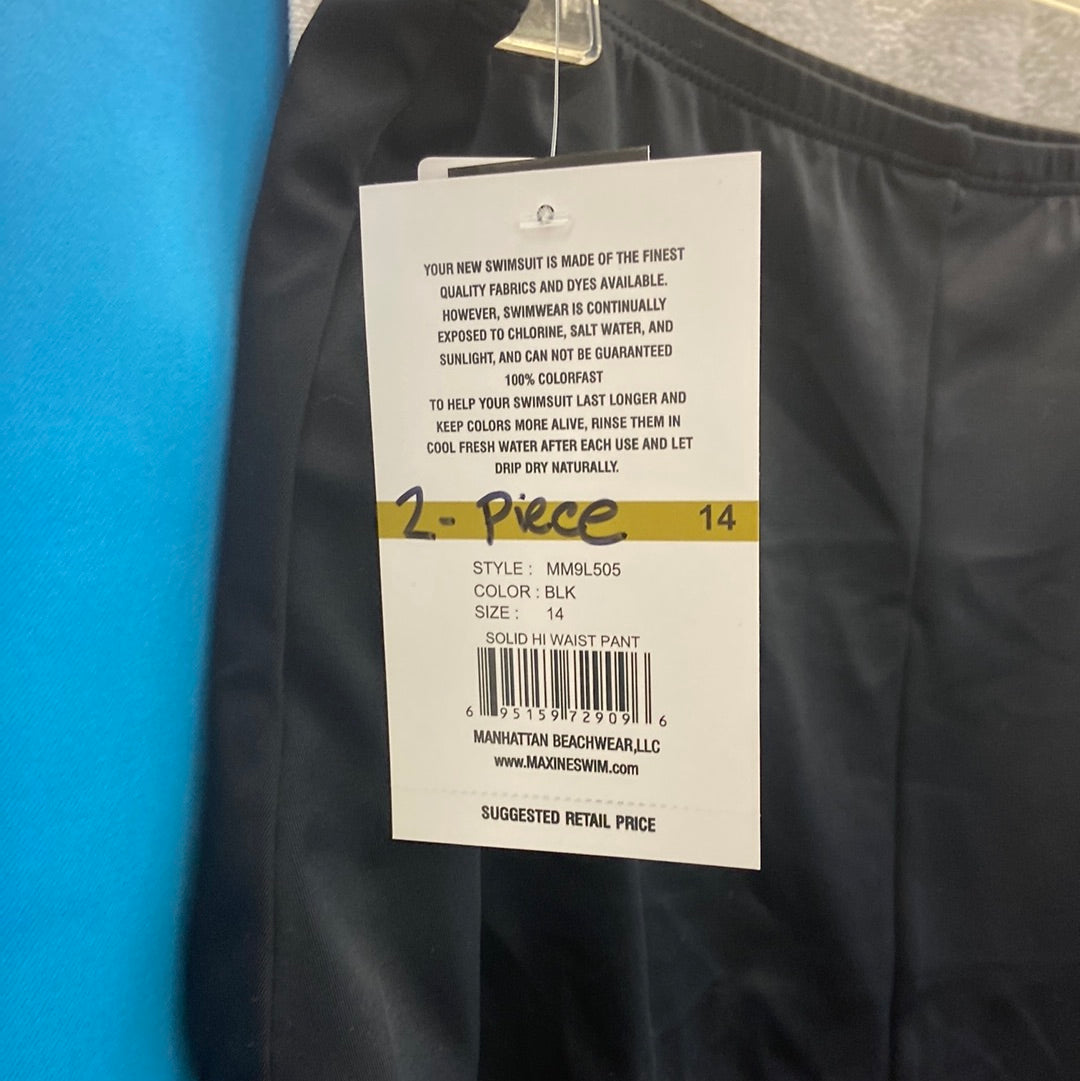 YOUR NEW SWIMSUIT IS MADE OF THE FINEST
QUALITY FABRICS AND DYES AVAILABLE.
HOWEVER, SWIMWEAR IS CONTINUALLY
EXPOSED TO CHLORINE, SALT WATER, AND
SUNLIGHT, AND CAN NOT BE GUARANTEED
100% COLORFAST
TO HELP YOUR SWIMSUIT LAST LONGER AND
KEEP COLORS MORE ALIVE, RINSE THEM IN
COOL FRESH WATER AFTER EACH USE AND LET
DRIP DRY NATURALLY.
2- Piece 14
STYLE : MM9L505
COLOR : BLK
SIZE : 14
SOLID HI WAIST PANT
6 95159 72909 6
MANHATTAN BEACHWEAR,LLC
www.MAXINESWIM.com
SUGGESTED RETAIL PRICE